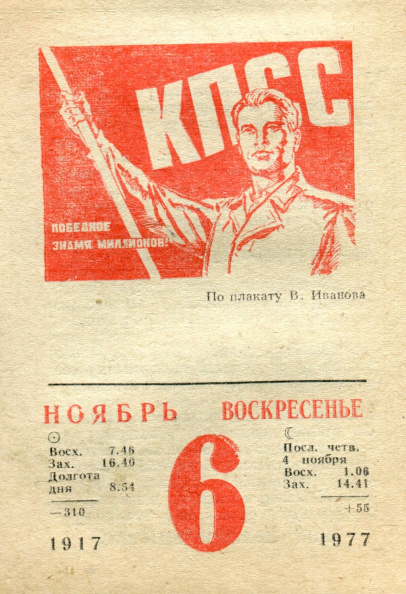 КПСС
ПОБЕДНОЕ
ЗНАМЯ МИЛЛИОНОВ!
По плакату В. Иванова
НОЯБРЬ ВОСКРЕСЕНЬЕ
Восх. 7.46
Зах. 16.40
Долгота
дня 8.54
—310
1917
6
Посл. четв.
4 ноября
Восх. 1.06
Зах. 14.41
+55
1977